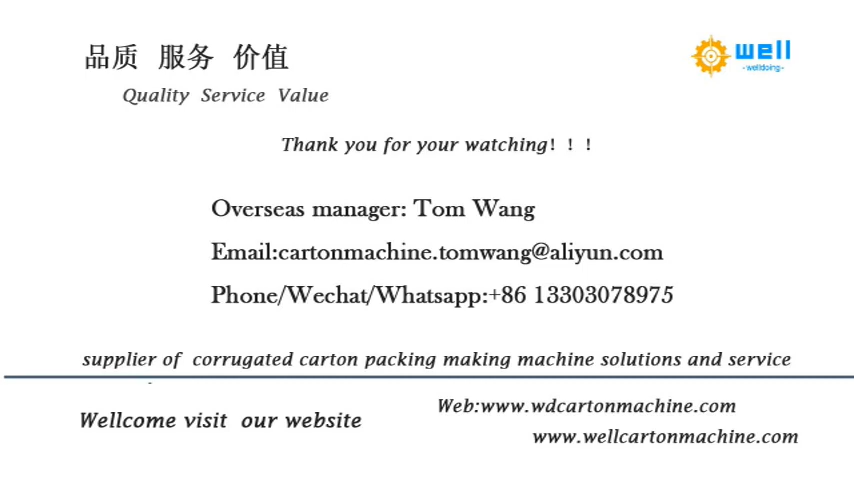 品质 服务 价值
well
-welldoing-
Quality Service Value
Thank you for your watching！！！
Overseas manager: Tom Wang
Email:cartonmachine.tomwang@aliyun.com
Phone/Wechat/Whatsapp:+86 13303078975
supplier of corrugated carton packing making machine solutions and service
Wellcome visit our website
Web:www.wdcartonmachine.com
www.wellcartonmachine.com